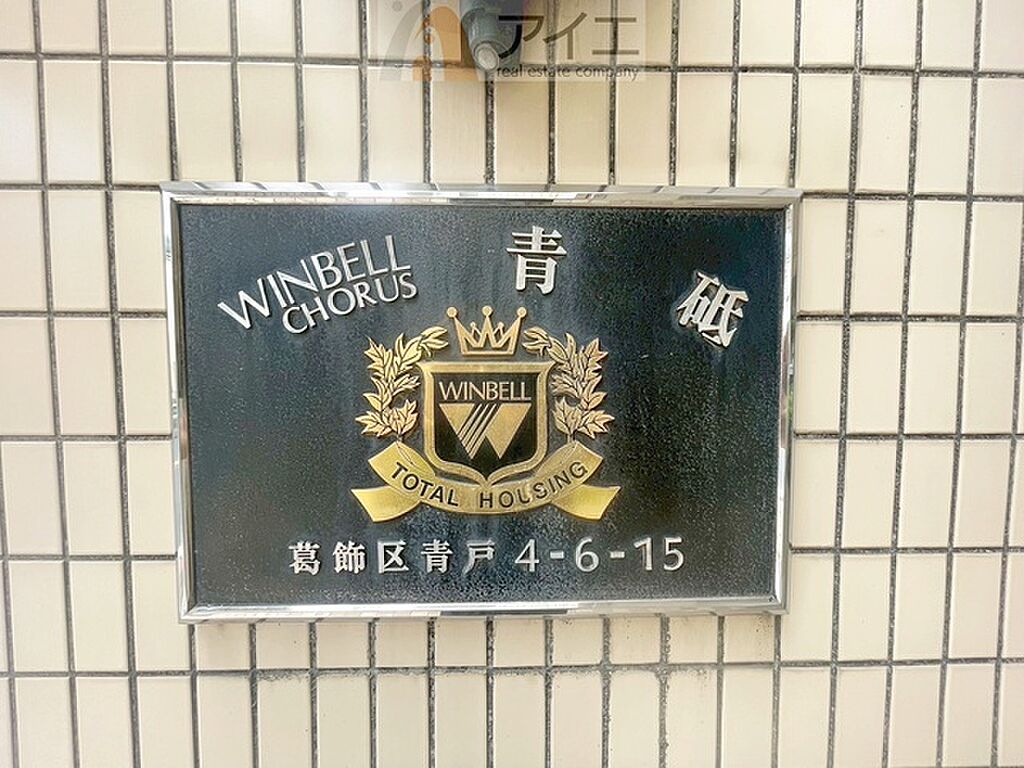 アイエ
real estate company
WINBELL
CHORUS
青砥
WINBELL
TOTAL HOUSING
葛飾区青戸4-6-15